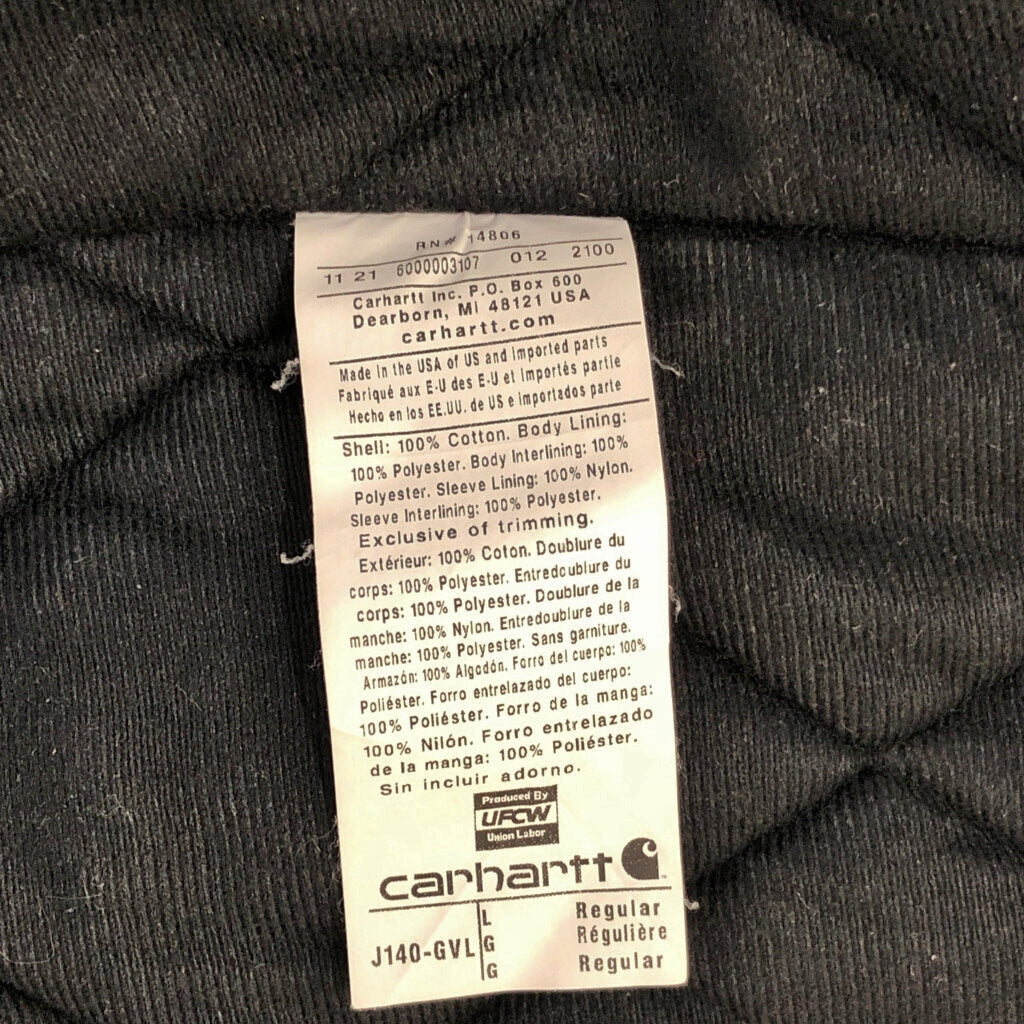 RN# 14806
11 21 6000003107 012 2100
Carhartt Inc. P.O. Box 600
Dearborn, MI 48121 USA
carhartt.com
Made in the USA of US and imported parts
Fabriqué aux E-U des E-U et importés partie
Hecho en los EE.UU. de US e importados parte
Shell: 100% Cotton. Body Lining:
100% Polyester. Body Interlining: 100%
Polyester. Sleeve Lining: 100% Nylon.
Sleeve Interlining: 100% Polyester.
Exclusive of trimming.
Extérieur: 100% Coton. Doublure du
corps: 100% Polyester. Entredoublure du
corps: 100% Polyester. Doublure de la
manche: 100% Nylon. Entredoublure de la
manche: 100% Polyester. Sans garniture.
Armazón: 100% Algodón. Forro del cuerpo: 100%
Poliéster. Forro entrelazado del cuerpo:
100% Poliéster. Forro de la manga:
100% Nilón. Forro entrelazado
de la manga: 100% Poliéster.
Sin incluir adorno.
Produced By
UFCW
Union Labor
carhartt
J140-GVL
L Regular
G Régulière
G Regular